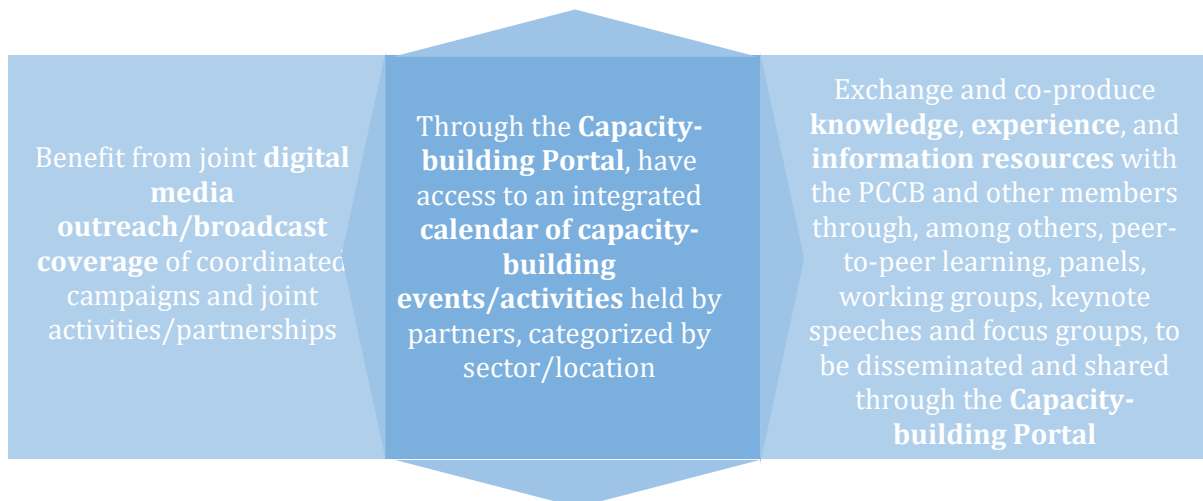 Benefit from joint digital
media
outreach/broadcast
coverage of coordinated
campaigns and joint
activities/partnerships
Through the Capacity-
building Portal, have
access to an integrated
calendar of capacity-
building
events/activities held by
partners, categorized by
sector/location
Exchange and co-produce
knowledge, experience, and
information resources with
the PCCB and other members
through, among others, peer-
to-peer learning, panels,
working groups, keynote
speeches and focus groups, to
be disseminated and shared
through the Capacity-
building Portal